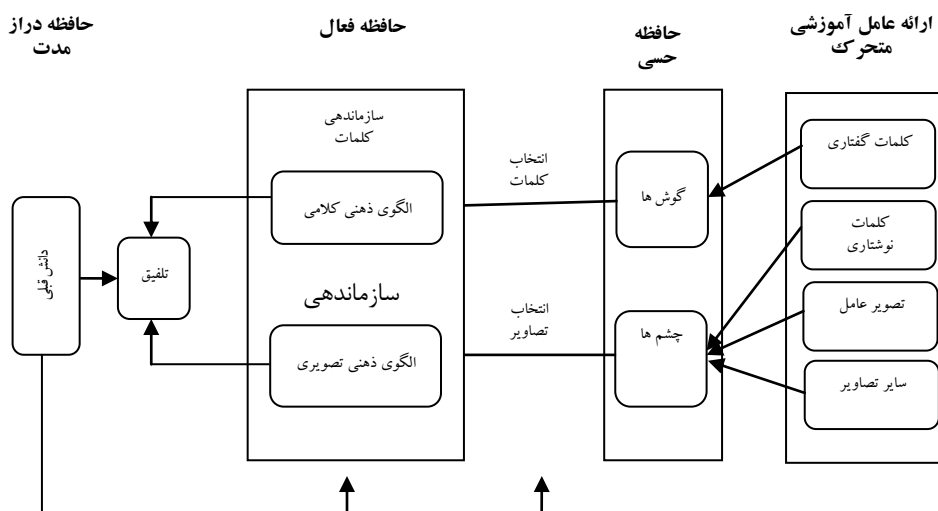 ارائه عامل آموزشی
متحرک
حافظه
حسی
حافظه فعال
حافظه دراز
مدت
کلمات گفتاری
کلمات
نوشتاری
تصویر عامل
سایر تصاویر
گوش ها
چشم ها
انتخاب
کلمات
انتخاب
تصاویر
سازماندهی
کلمات
الگوی ذهنی کلامی
سازماندهی
الگوی ذهنی تصویری
تلفیق
دانش قبلی